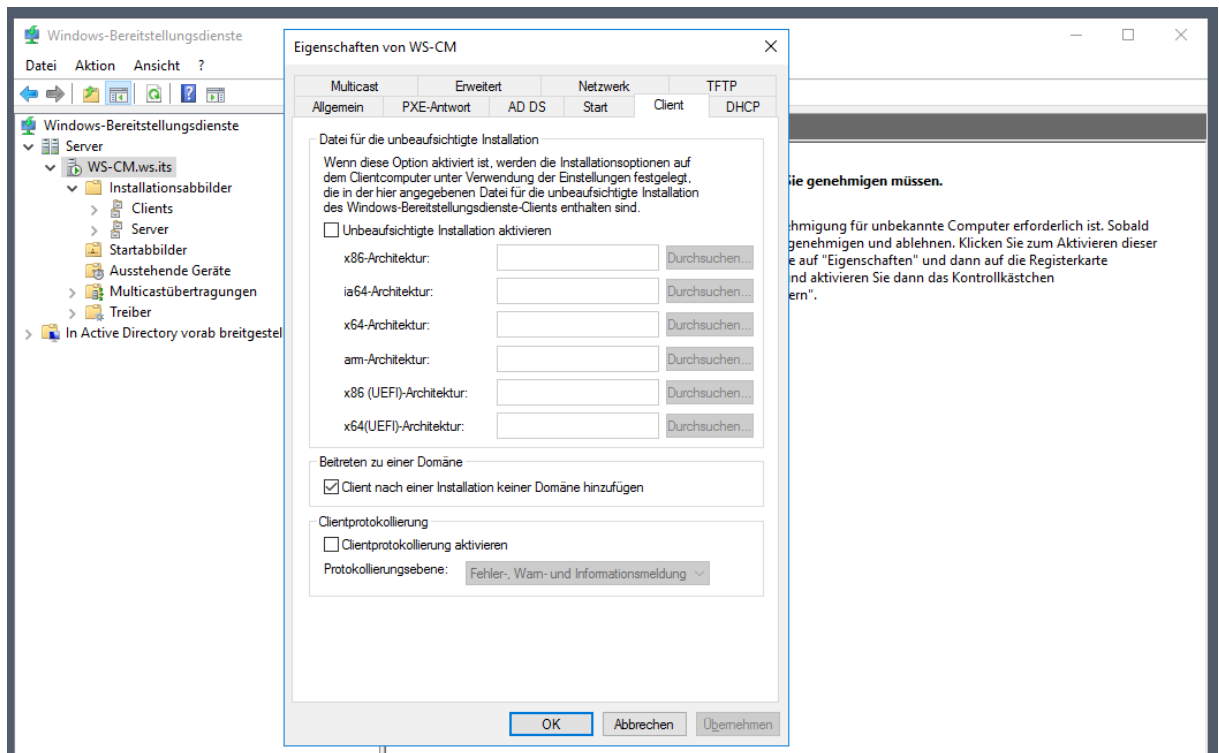 Windows-Bereitstellungsdienste
Datei Aktion Ansicht ?
Windows-Bereitstellungsdienste
Server
WS-CM.ws.its
Installationsabbilder
Clients
Server
Startabbilder
Ausstehende Geräte
Multicastübertragungen
Treiber
In Active Directory vorab breitgestel
Eigenschaften von WS-CM
Multicast Erweitert Netzwerk TFTP
Allgemein PXE-Antwort AD DS Start Client DHCP
Datei für die unbeaufsichtigte Installation
Wenn diese Option aktiviert ist, werden die Installationsoptionen auf
dem Clientcomputer unter Verwendung der Einstellungen festgelegt,
die in der hier angegebenen Datei für die unbeaufsichtigte Installation
des Windows-Bereitstellungsdienste-Clients enthalten sind.
Unbeaufsichtigte Installation aktivieren
x86-Architektur: Durchsuchen...
ia64-Architektur: Durchsuchen...
x64-Architektur: Durchsuchen...
arm-Architektur: Durchsuchen...
x86 (UEFI)-Architektur: Durchsuchen...
x64(UEFI)-Architektur: Durchsuchen...
Beitreten zu einer Domäne
Client nach einer Installation keiner Domäne hinzufügen
Clientprotokollierung
Clientprotokollierung aktivieren
Protokollierungsebene: Fehler-, Warn- und Informationsmeldung
OK Abbrechen Übernehmen
Sie genehmigen müssen.
ehmigung für unbekannte Computer erforderlich ist. Sobald
genehmigen und ablehnen. Klicken Sie zum Aktivieren dieser
e auf "Eigenschaften" und dann auf die Registerkarte
nd aktivieren Sie dann das Kontrollkästchen
ern".